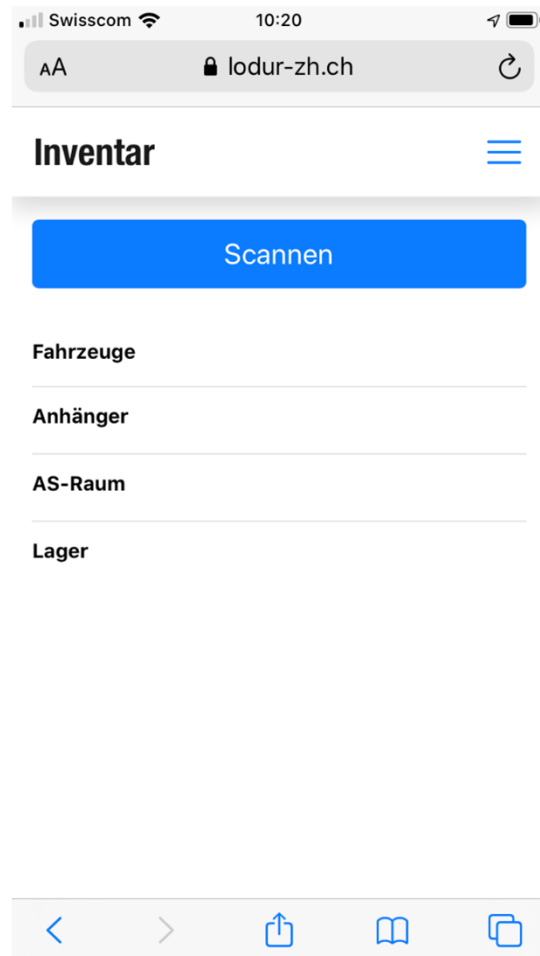 Swisscom 10:20
AA lodur-zh.ch
Inventar
Scannen
Fahrzeuge
Anhänger
AS-Raum
Lager